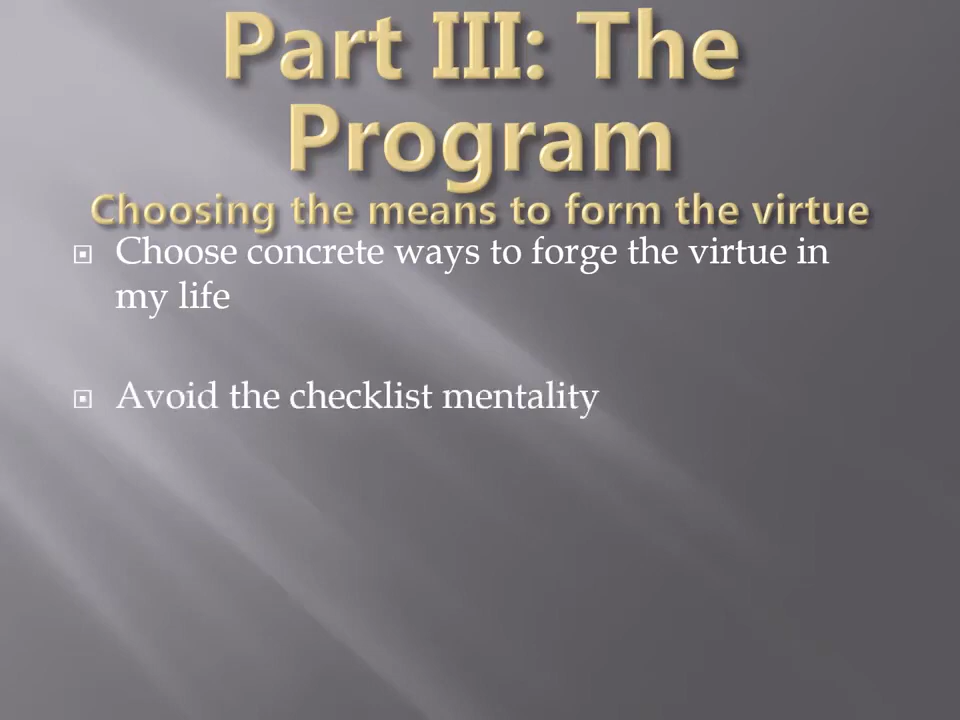 Part III: The
Program
Choosing the means to form the virtue
Choose concrete ways to forge the virtue in
my life
Avoid the checklist mentality